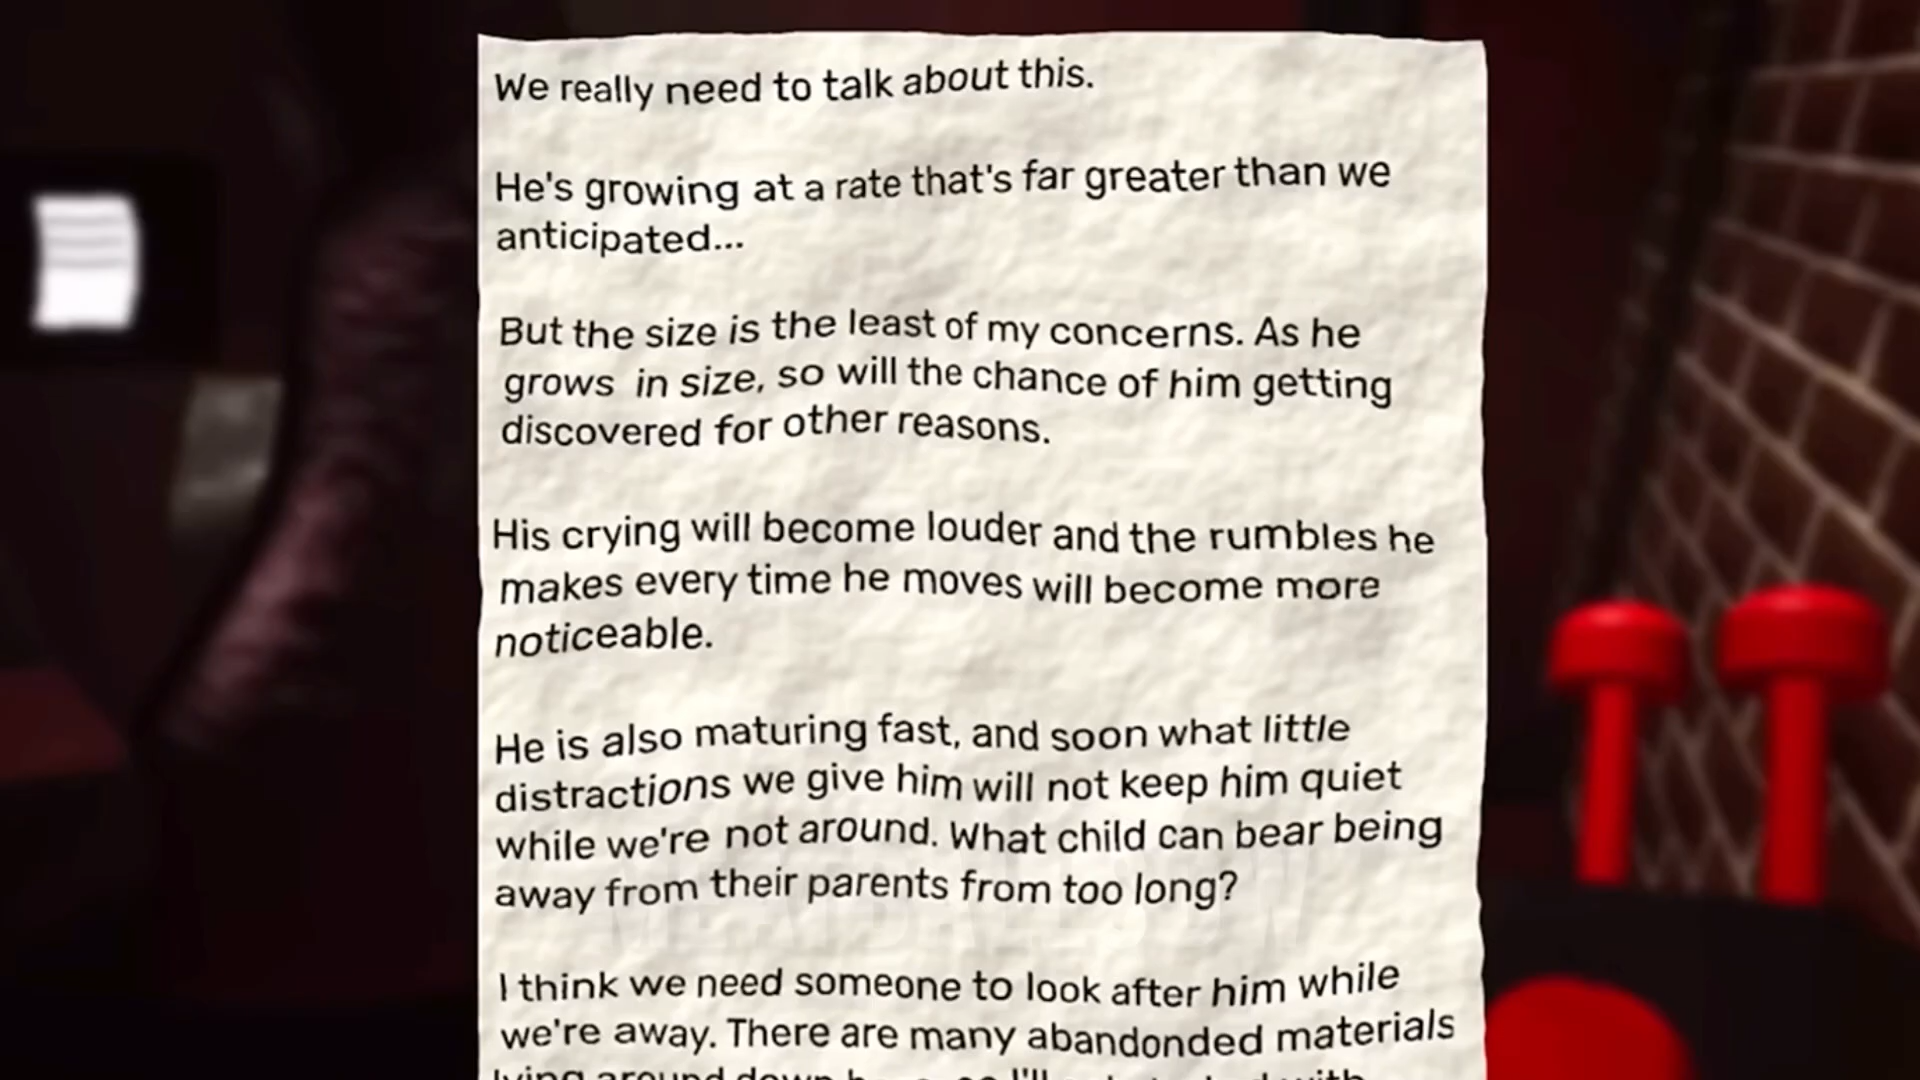 We really need to talk about this.
He's growing at a rate that's far greater than we
anticipated...
But the size is the least of my concerns. As he
grows in size, so will the chance of him getting
discovered for other reasons.
His crying will become louder and the rumbles he
makes every time he moves will become more
noticeable.
He is also maturing fast, and soon what little
distractions we give him will not keep him quiet
while we're not around. What child can bear being
away from their parents from too long?
I think we need someone to look after him while
we're away. There are many abandonded materials
lying around down